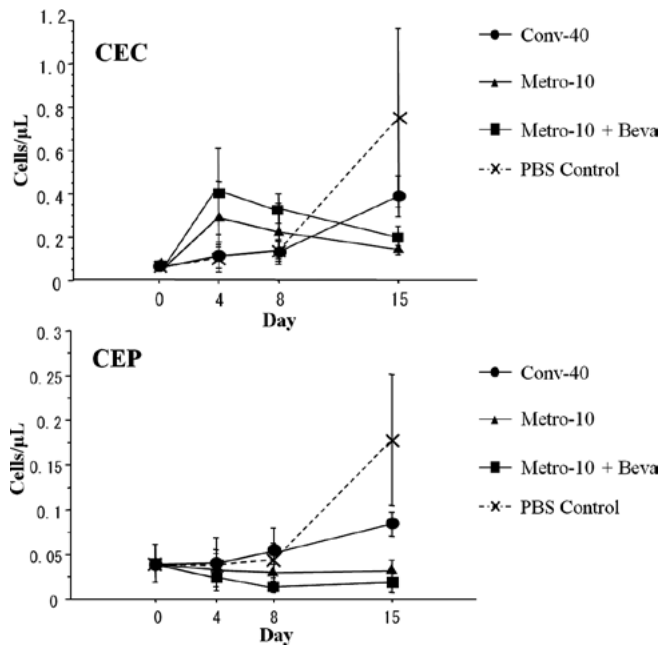 1.2
CEC
1.0
0.8
0.6
0.4
0.2
0
Cells/μL
0 4 8 15
Day
Conv-40
Metro-10
Metro-10 + Beva
PBS Control
0.3
CEP
0.25
0.2
0.15
0.1
0.05
0
Cells/μL
0 4 8 15
Day
Conv-40
Metro-10
Metro-10 + Beva
PBS Control